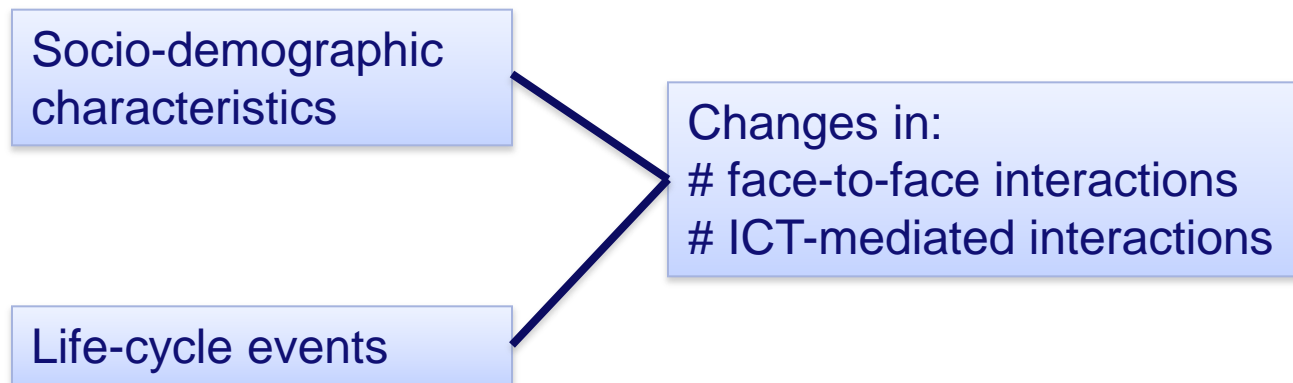 Socio-demographic
characteristics
Changes in:
# face-to-face interactions
# ICT-mediated interactions
Life-cycle events